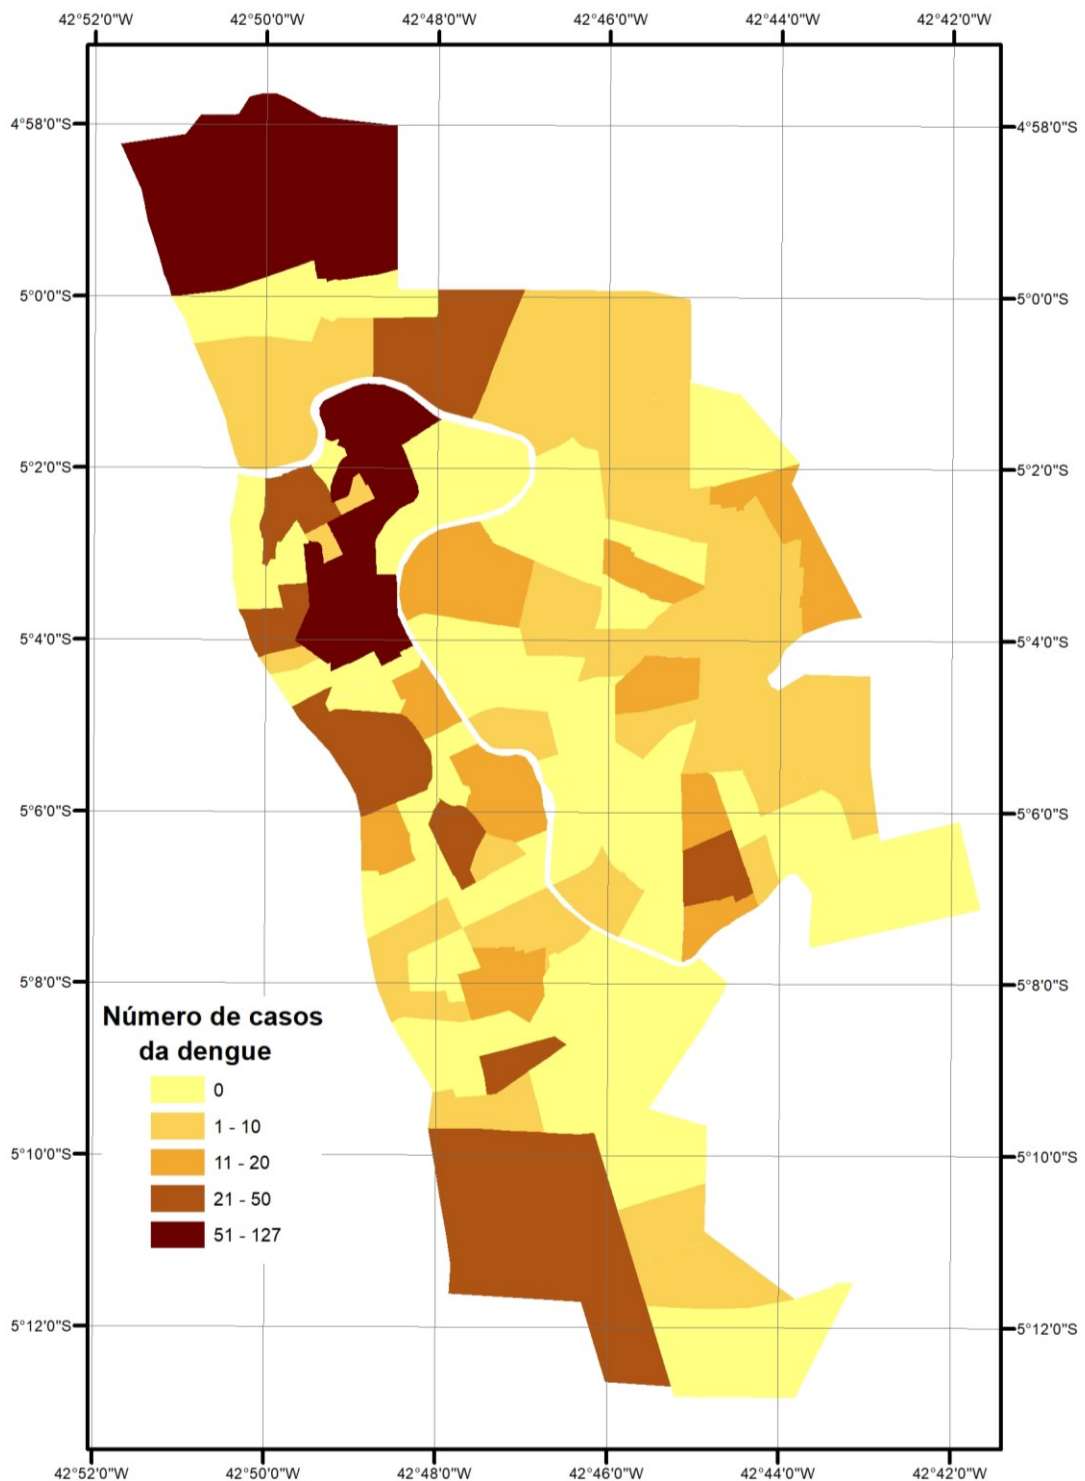 42°52'0"W 42°50'0"W 42°48'0"W 42°46'0"W 42°44'0"W 42°42'0"W
4°58'0"S 4°58'0"S
5°0'0"S 5°0'0"S
5°2'0"S 5°2'0"S
5°4'0"S 5°4'0"S
5°6'0"S 5°6'0"S
5°8'0"S 5°8'0"S
Número de casos
da dengue
0
1 - 10
5°10'0"S 5°10'0"S
11 - 20
21 - 50
51 - 127
5°12'0"S 5°12'0"S
42°52'0"W 42°50'0"W 42°48'0"W 42°46'0"W 42°44'0"W 42°42'0"W